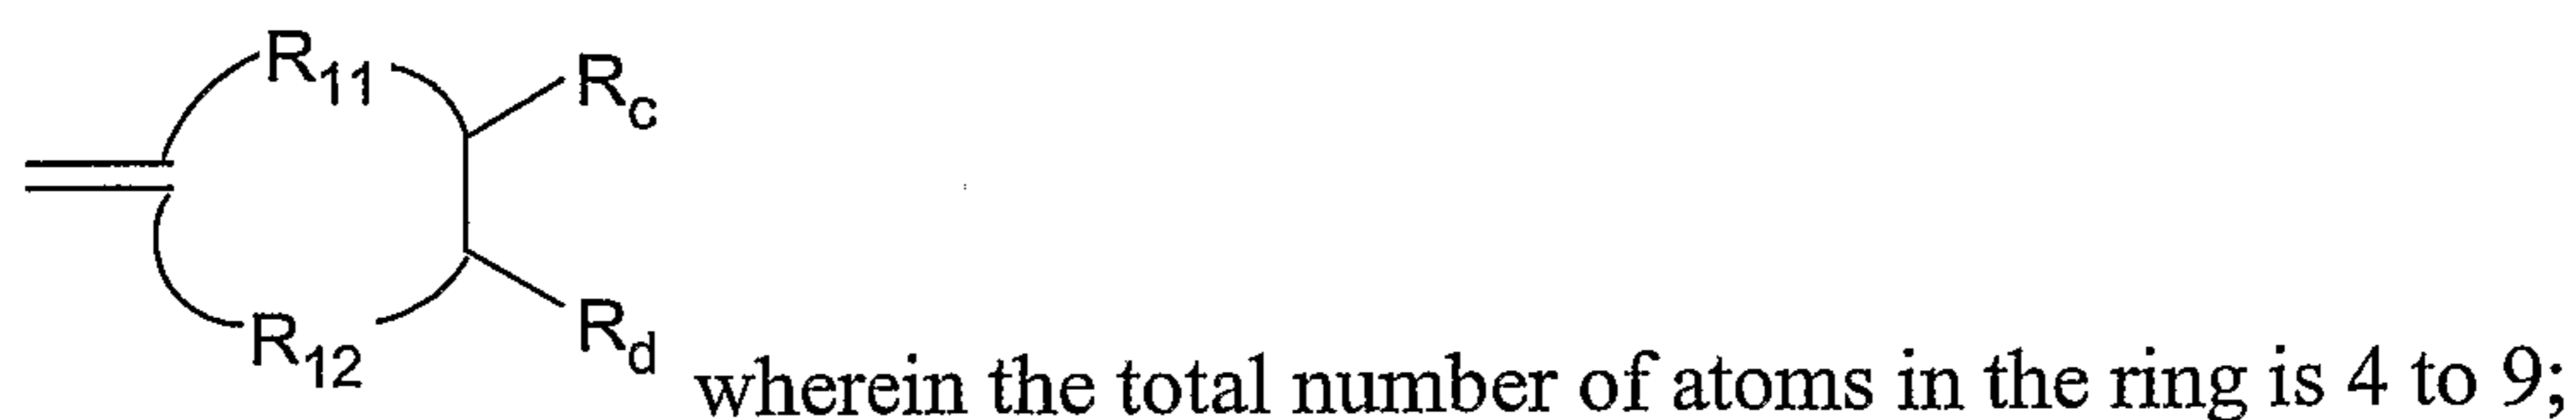 R11
Rc
R12
Rd
wherein the total number of atoms in the ring is 4 to 9;